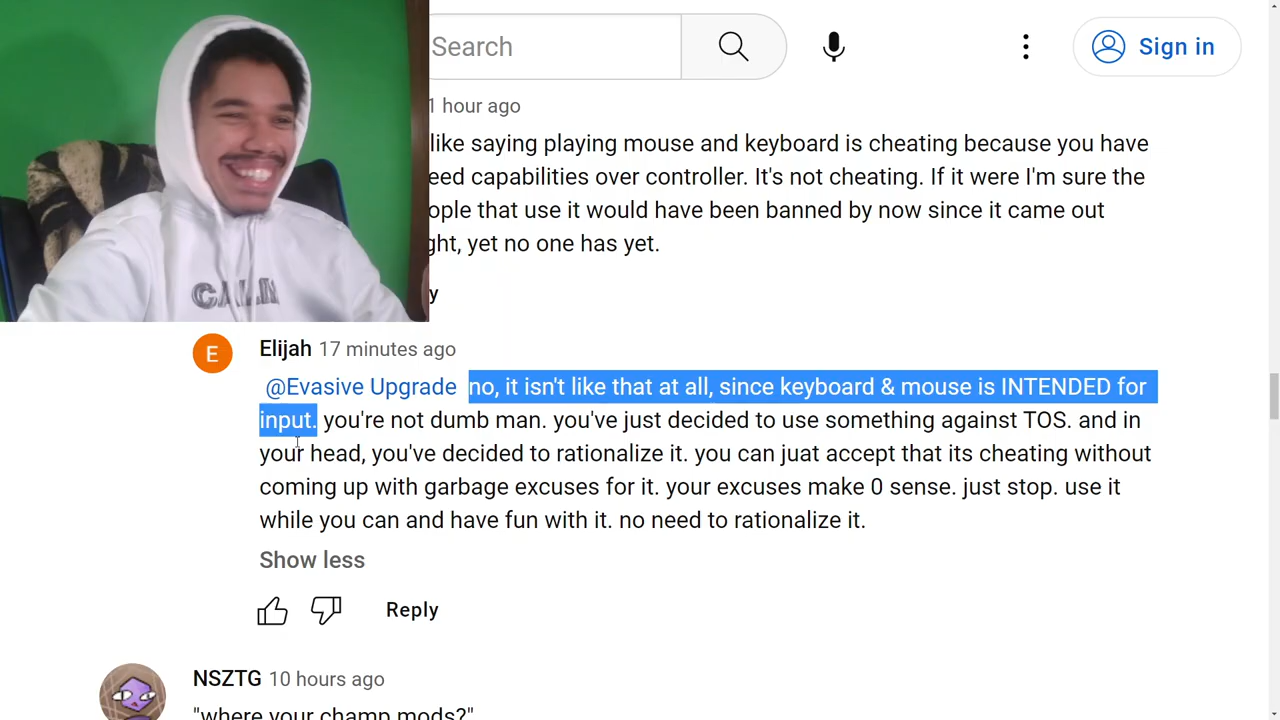 Search
Sign in
1 hour ago
like saying playing mouse and keyboard is cheating because you have
eed capabilities over controller. It's not cheating. If it were I'm sure the
ople that use it would have been banned by now since it came out
ght, yet no one has yet.
y
CALM
E
Elijah 17 minutes ago
@Evasive Upgrade no, it isn't like that at all, since keyboard & mouse is INTENDED for
input. you're not dumb man. you've just decided to use something against TOS. and in
your head, you've decided to rationalize it. you can juat accept that its cheating without
coming up with garbage excuses for it. your excuses make 0 sense. just stop. use it
while you can and have fun with it. no need to rationalize it.
Show less
Reply
NSZTG 10 hours ago
"where your champ mods?"